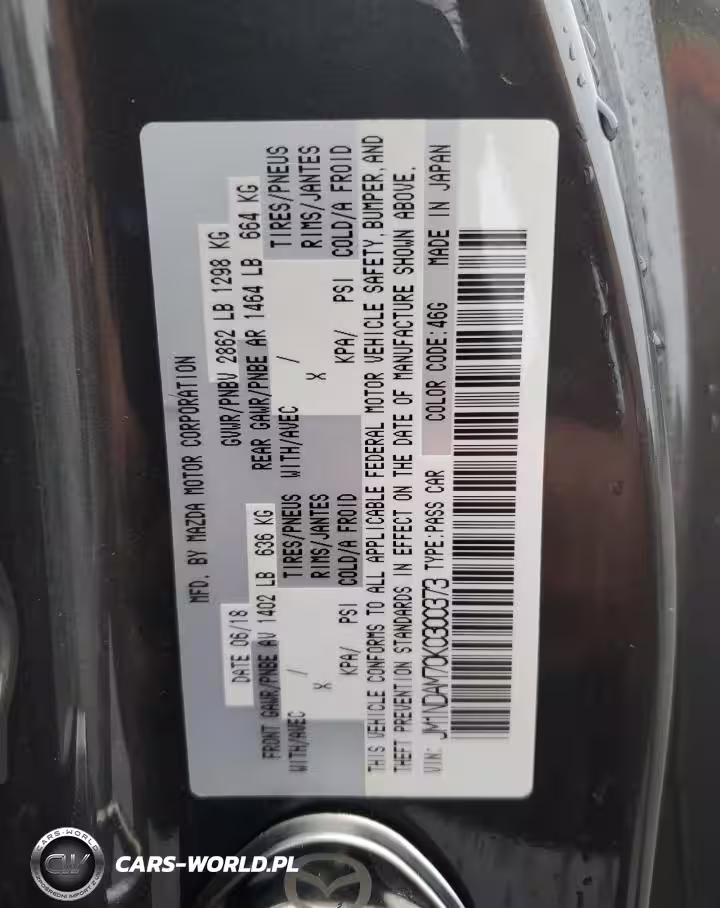 MFD. BY MAZDA MOTOR CORPORATION
DATE 06/18
GVWR/PNBV 2862 LB 1298 KG
FRONT GAWR/PNBE AV 1402 LB 636 KG
REAR GAWR/PNBE AR 1464 LB 664 KG
WITH/AVEC / TIRES/PNEUS
X RIMS/JANTES
KPA/ PSI COLD/A FROID
WITH/AVEC / TIRES/PNEUS
X RIMS/JANTES
KPA/ PSI COLD/A FROID
THIS VEHICLE CONFORMS TO ALL APPLICABLE FEDERAL MOTOR VEHICLE SAFETY, BUMPER, AND
THEFT PREVENTION STANDARDS IN EFFECT ON THE DATE OF MANUFACTURE SHOWN ABOVE.
VIN: JM1NDAM70K0300373 TYPE:PASS CAR COLOR CODE:46G MADE IN JAPAN
CARS-WORLD
CW
CARS-WORLD.PL